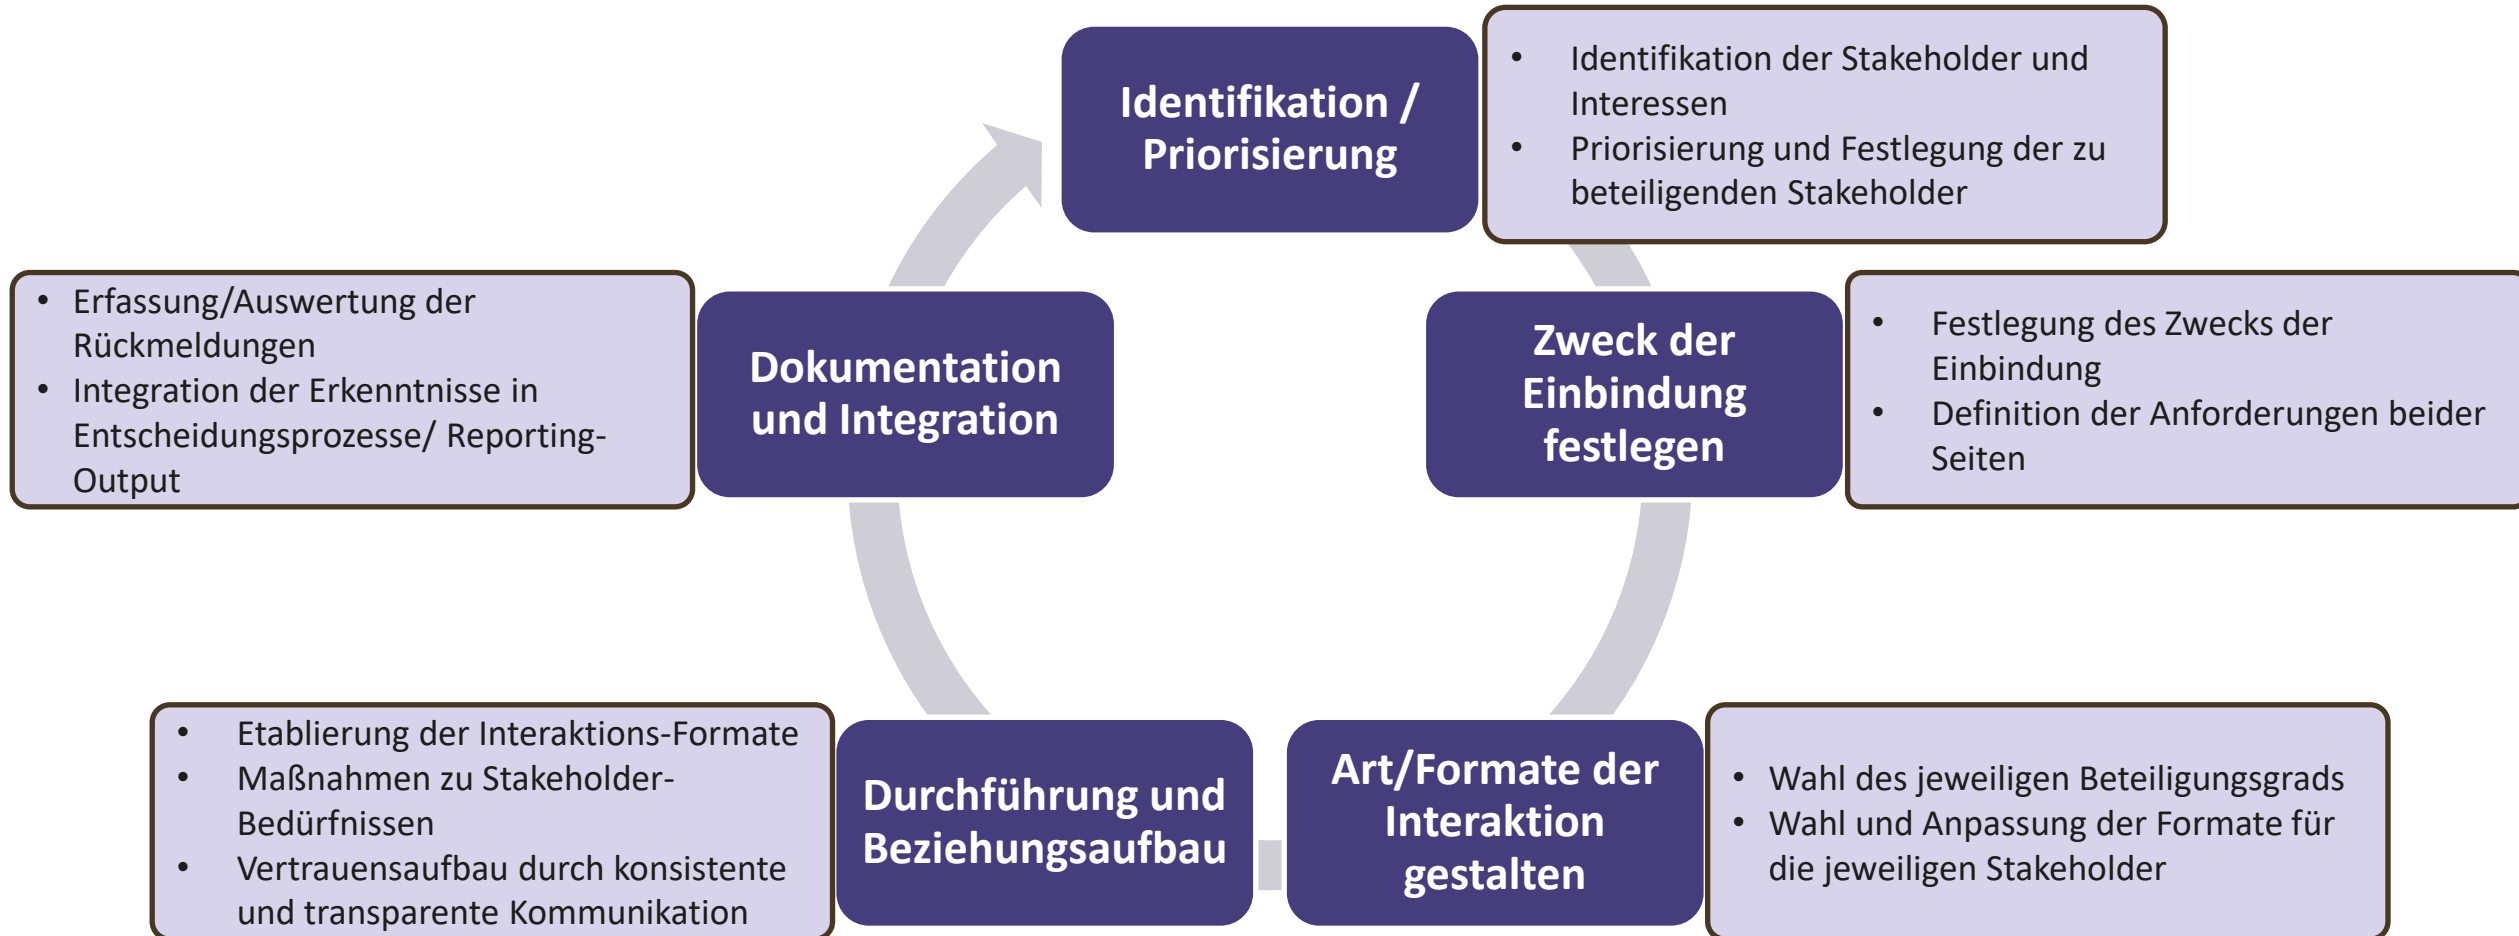 Identifikation /
Priorisierung
• Identifikation der Stakeholder und
Interessen
• Priorisierung und Festlegung der zu
beteiligenden Stakeholder
Zweck der
Einbindung
festlegen
• Festlegung des Zwecks der
Einbindung
• Definition der Anforderungen beider
Seiten
Art/Formate der
Interaktion
gestalten
• Wahl des jeweiligen Beteiligungsgrads
• Wahl und Anpassung der Formate für
die jeweiligen Stakeholder
Durchführung und
Beziehungsaufbau
• Etablierung der Interaktions-Formate
• Maßnahmen zu Stakeholder-
Bedürfnissen
• Vertrauensaufbau durch konsistente
und transparente Kommunikation
Dokumentation
und Integration
• Erfassung/Auswertung der
Rückmeldungen
• Integration der Erkenntnisse in
Entscheidungsprozesse/ Reporting-
Output